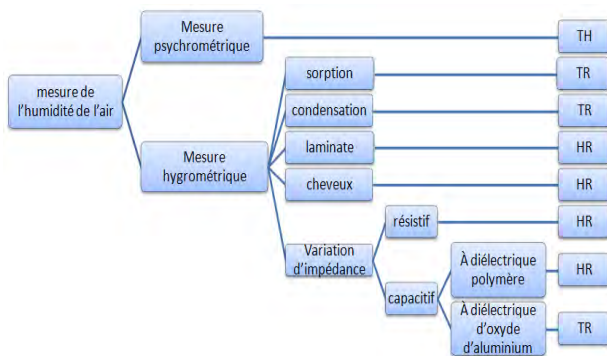 Mesure
psychrométrique
TH
mesure de
l'humidité de l'air
Mesure
hygrométrique
sorption
TR
condensation
TR
laminate
HR
cheveux
HR
Variation
d'impédance
résistif
HR
capacitif
À diélectrique
polymère
HR
À diélectrique
d'oxyde
d'aluminium
TR